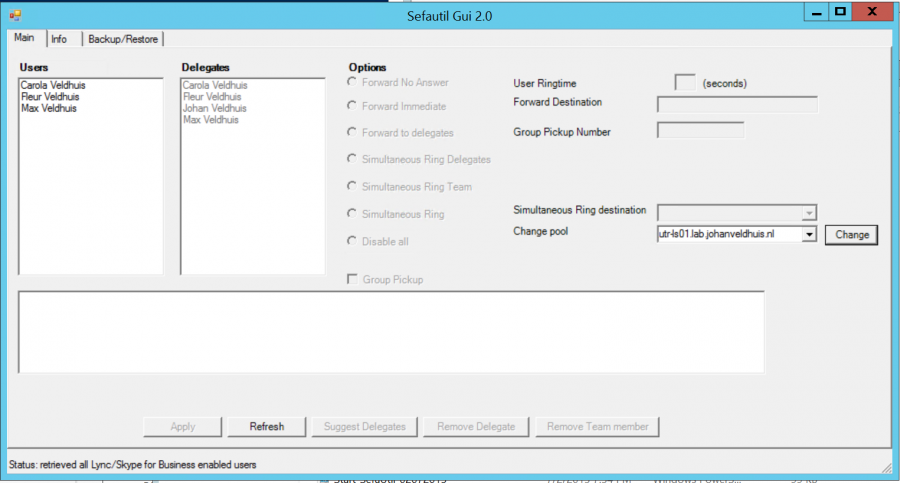 Sefautil Gui 2.0
Main Info Backup/Restore
Users Delegates Options
Carola Veldhuis
Fleur Veldhuis
Max Veldhuis
Carola Veldhuis
Fleur Veldhuis
Johan Veldhuis
Max Veldhuis
Forward No Answer
Forward Immediate
Forward to delegates
Simultaneous Ring Delegates
Simultaneous Ring Team
Simultaneous Ring
Disable all
Group Pickup
User Ringtime (seconds)
Forward Destination
Group Pickup Number
Simultaneous Ring destination
Change pool utr-ls01.lab.johanveldhuis.nl Change
Apply Refresh Suggest Delegates Remove Delegate Remove Team member
Status: retrieved all Lync/Skype for Business enabled users